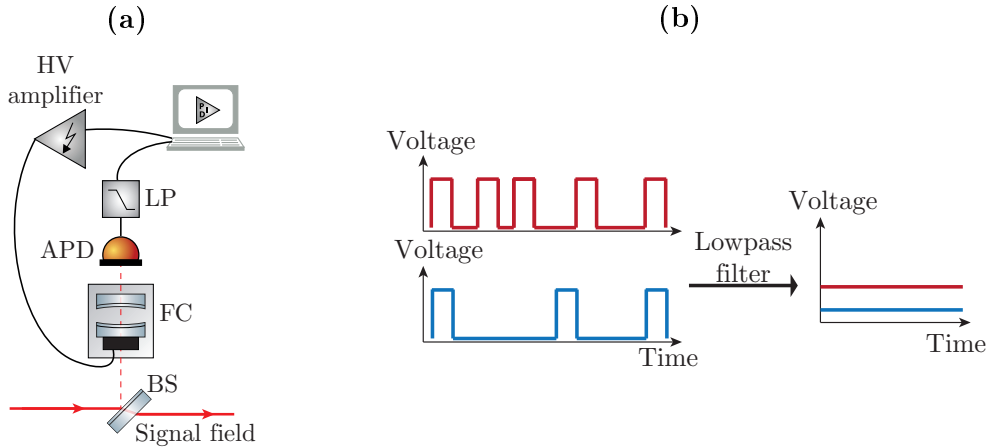 (a)
HV
amplifier
P
I
D
LP
APD
FC
BS
Signal field
(b)
Voltage
Voltage
Time
Lowpass
filter
Voltage
Time